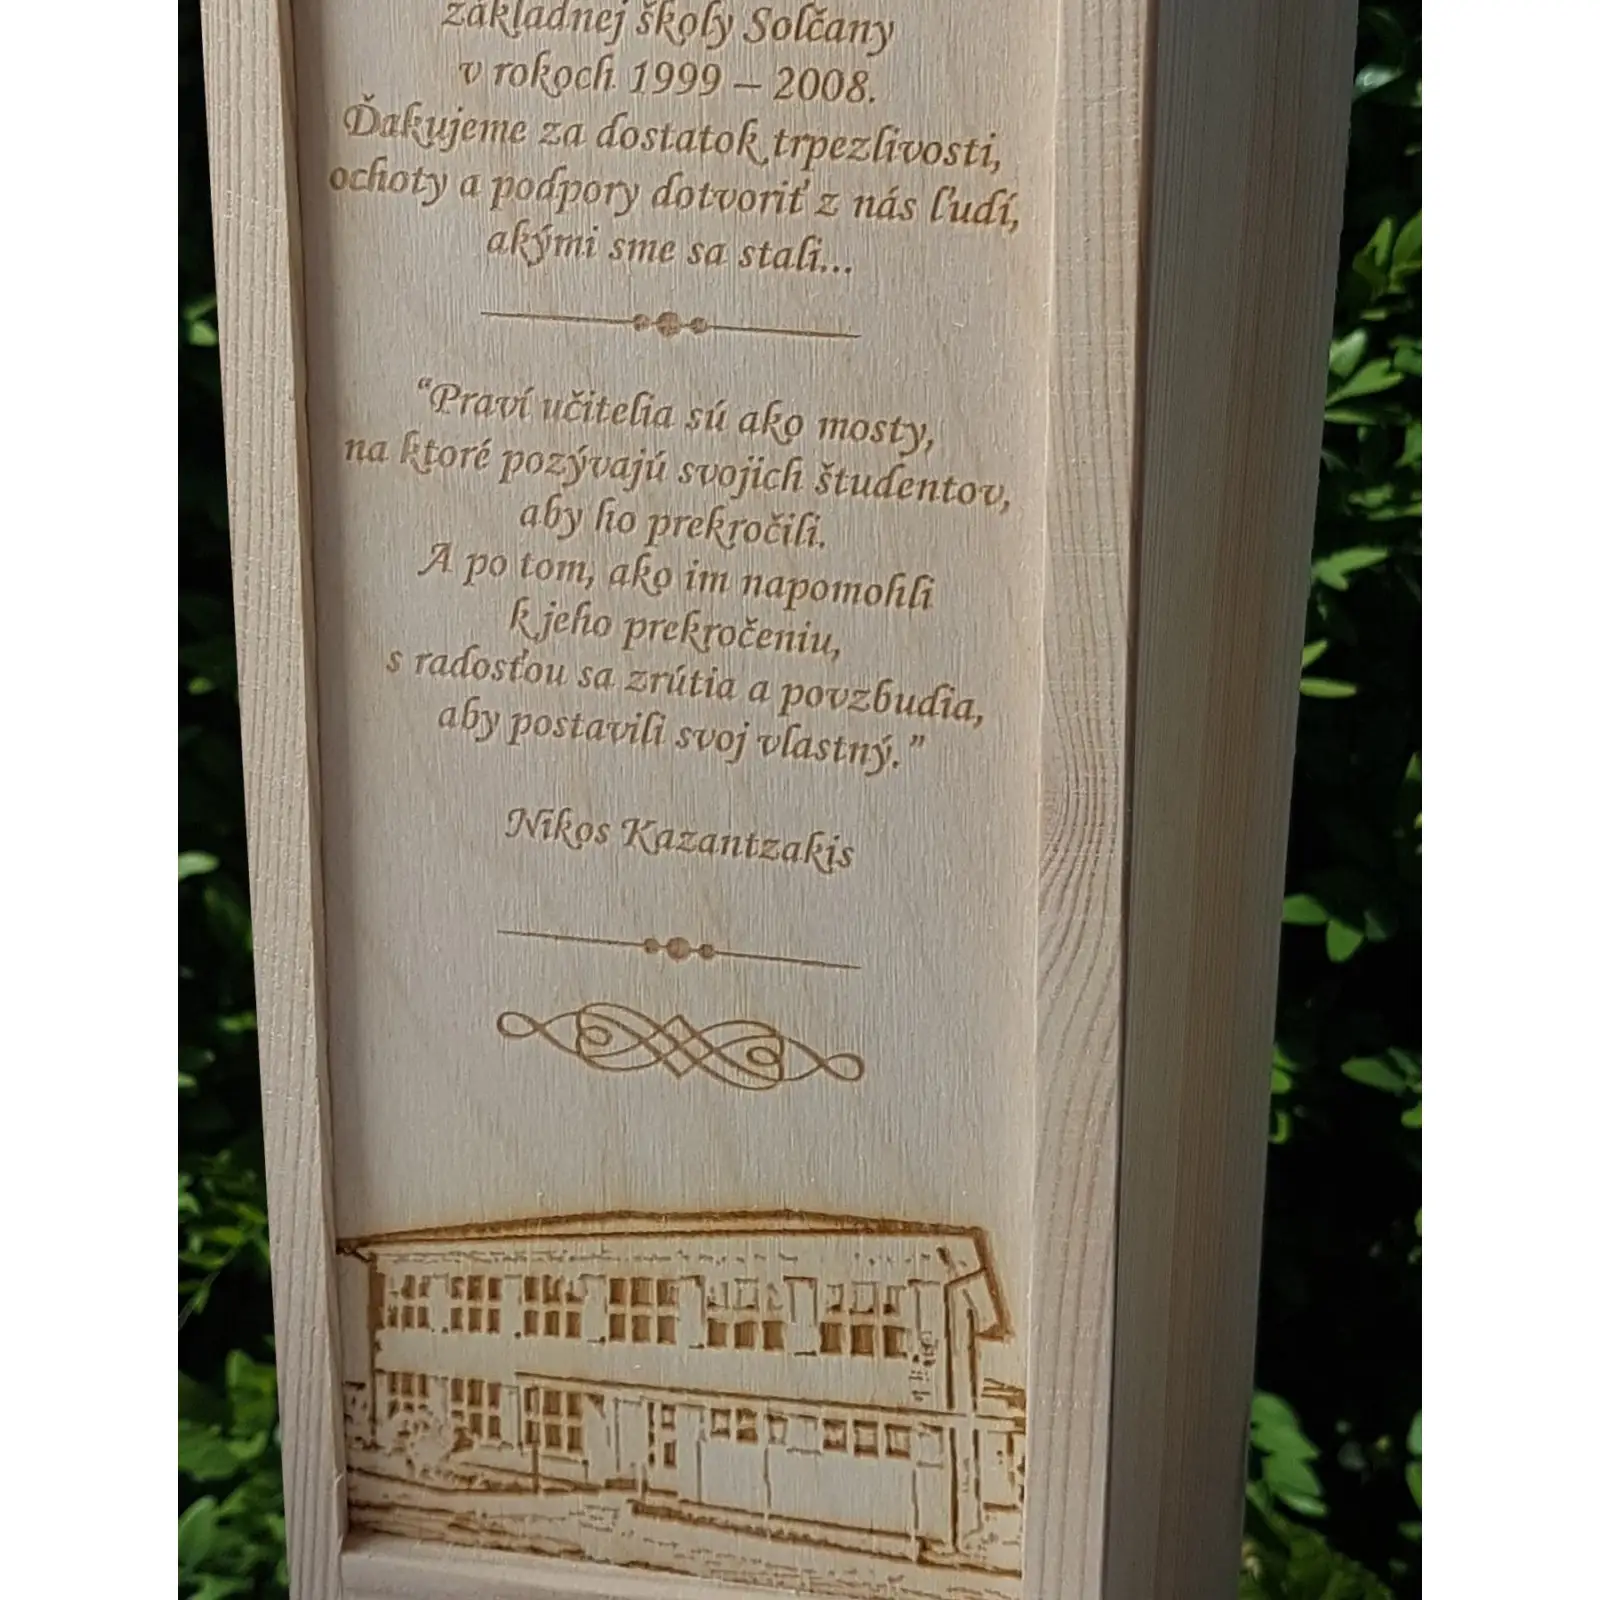 základnej školy Solčany
v rokoch 1999 – 2008.
Ďakujeme za dostatok trpezlivosti,
ochoty a podpory dotvoriť z nás ľudí,
akými sme sa stali...
“Praví učitelia sú ako mosty,
na ktoré pozývajú svojich študentov,
aby ho prekročili.
A po tom, ako im napomohli
k jeho prekročeniu,
s radosťou sa zrútia a povzbudia,
aby postavili svoj vlastný.”
Nikos Kazantzakis